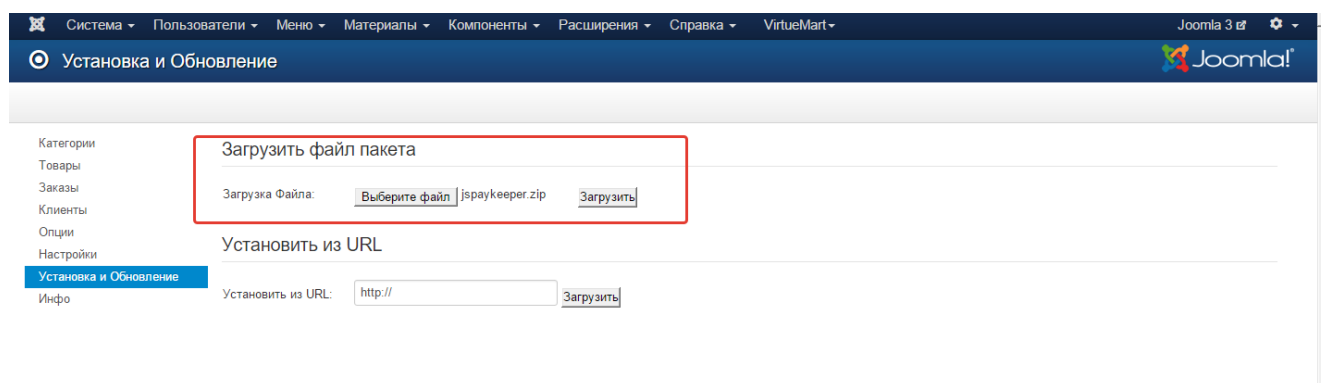 Система Пользователи Меню Материалы Компоненты Расширения Справка VirtueMart Joomla 3
Установка и Обновление Joomla!
Категории
Товары
Заказы
Клиенты
Опции
Настройки
Установка и Обновление
Инфо
Загрузить файл пакета
Загрузка Файла: Выберите файл jspaykeeper.zip Загрузить
Установить из URL
Установить из URL: http:// Загрузить